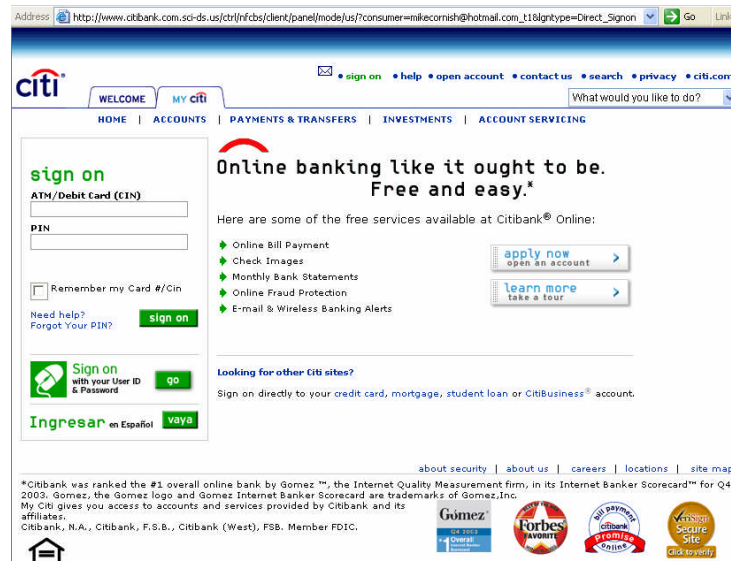 Address http://www.citibank.com.sci-ds.us/ctrl/nfcbs/client/panel/mode/us/?consumer=mikecornish@hotmail.com_t1&lgntype=Direct_Signon Go Link
citi
• sign on • help • open account • contact us • search • privacy • citi.com
WELCOME MY citi
What would you like to do?
HOME | ACCOUNTS | PAYMENTS & TRANSFERS | INVESTMENTS | ACCOUNT SERVICING
sign on
ATM/Debit Card (CIN)
PIN
Remember my Card #/Cin
Need help?
Forgot Your PIN?
sign on
Sign on
with your User ID
& Password
go
Ingresar en Español vaya
Online banking like it ought to be.
Free and easy.*
Here are some of the free services available at Citibank® Online:
Online Bill Payment
Check Images
Monthly Bank Statements
Online Fraud Protection
E-mail & Wireless Banking Alerts
apply now
open an account
learn more
take a tour
Looking for other Citi sites?
Sign on directly to your credit card, mortgage, student loan or CitiBusiness® account.
about security | about us | careers | locations | site map
*Citibank was ranked the #1 overall online bank by Gomez ™, the Internet Quality Measurement firm, in its Internet Banker Scorecard™ for Q4
2003. Gomez, the Gomez logo and Gomez Internet Banker Scorecard are trademarks of Gomez,Inc.
My Citi gives you access to accounts and services provided by Citibank and its
affiliates.
Citibank, N.A., Citibank, F.S.B., Citibank (West), FSB. Member FDIC.
Gómez
Q4 2003
#1 Overall
Forbes
FAVORITE
bill payment
citibank
Promise
online
VeriSign
Secure
Site
Click to verify